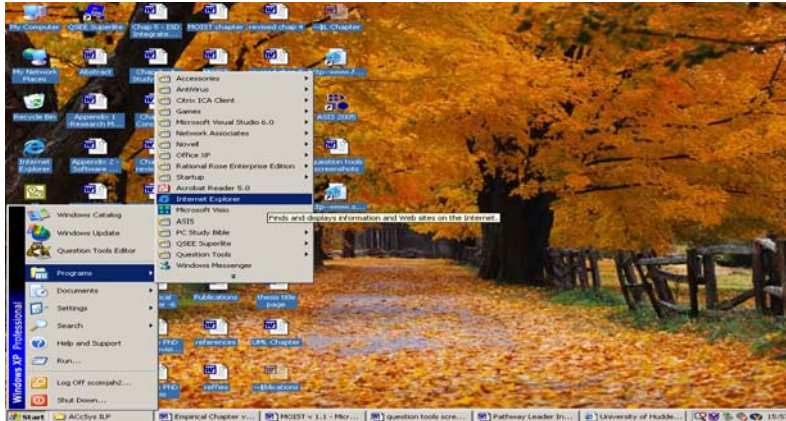 My Computer
QSEE Superlite
Chap 5 - ISD Integrate...
MOIST chapter
revised chap 4
~$L Chapter
My Network Places
Abstract
Recycle Bin
Appendix 1 -Research M...
ASIS 2005
Internet Explorer
Appendix 2 - Software ...
question tools screenshots
Accessories
AntiVirus
Citrix ICA Client
Games
Microsoft Visual Studio 6.0
Network Associates
Novell
Office XP
Rational Rose Enterprise Edition
Startup
Acrobat Reader 5.0
Internet Explorer
Microsoft Visio
ASIS
PC Study Bible
QSEE Superlite
Question Tools
Windows Messenger
Finds and displays information and Web sites on the Internet.
Windows Catalog
Windows Update
Question Tools Editor
Programs
Documents
Settings
Search
Help and Support
Run...
Log Off scomjah2...
Shut Down...
Windows XP Professional
Publications
thesis title page
references
UML Chapter
reffies
~$blications
Start
ACcSys ILP
Empirical Chapter v...
MOIST v 1.1 - Micr...
question tools scre...
Pathway Leader In...
University of Hudde...